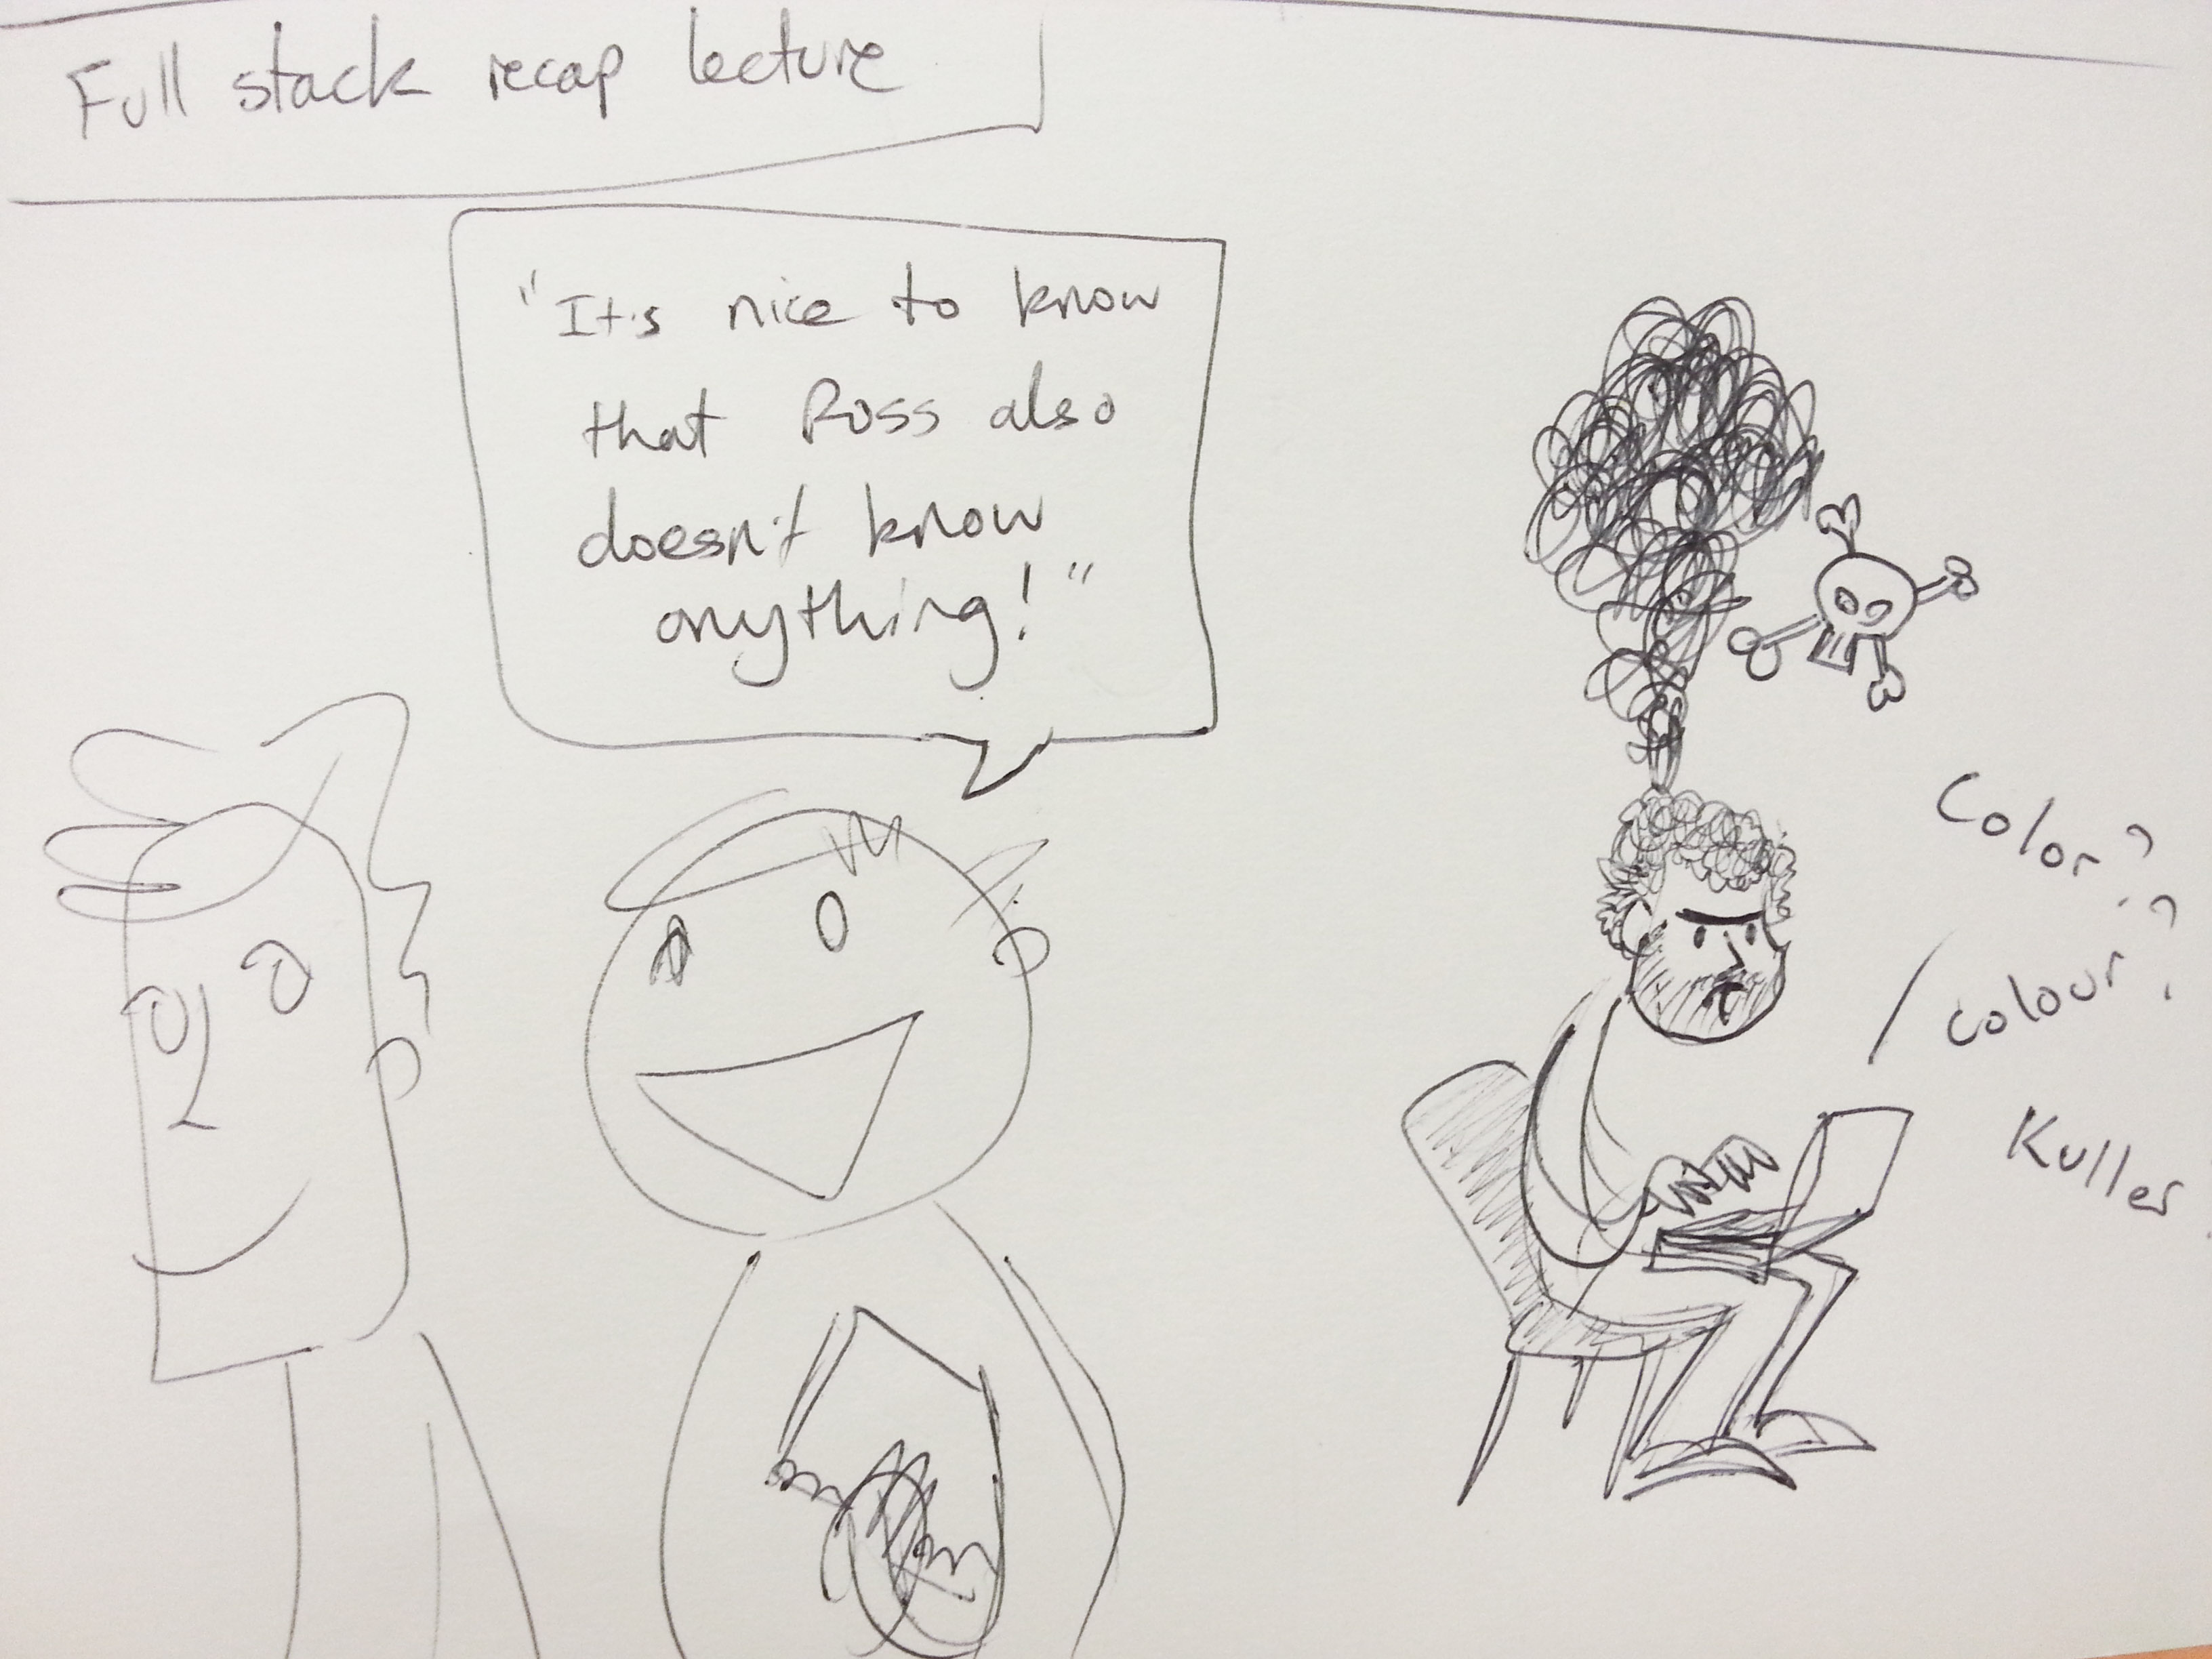 Full stack recap lecture
"It's nice to know
that Ross also
doesn't know
anything!"
Color?
Colour?
Kuller